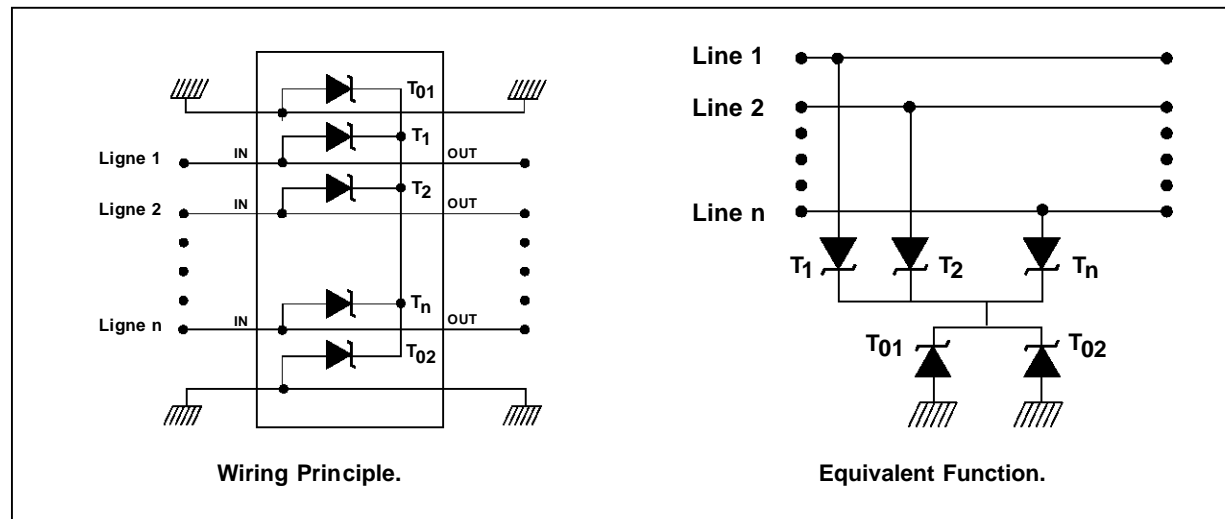 T01
T1
Ligne 1 IN OUT
T2
Ligne 2 IN OUT
Tn
Ligne n IN OUT
T02
Wiring Principle.
Line 1
Line 2
Line n
T1 T2 Tn
T01 T02
Equivalent Function.